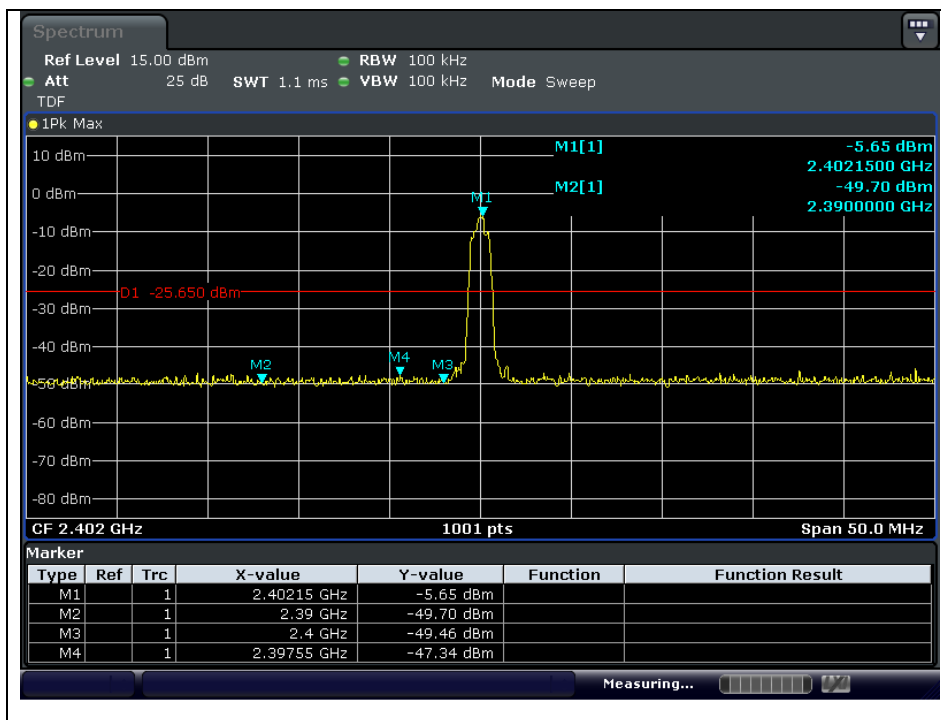 Spectrum
Ref Level 15.00 dBm RBW 100 kHz
Att 25 dB SWT 1.1 ms VBW 100 kHz Mode Sweep
TDF
1Pk Max
M1[1] -5.65 dBm
2.4021500 GHz
M2[1] -49.70 dBm
2.3900000 GHz
10 dBm
0 dBm
M1
-10 dBm
-20 dBm
D1 -25.650 dBm
-30 dBm
-40 dBm
M2 M4 M3
-50 dBm
-60 dBm
-70 dBm
-80 dBm
CF 2.402 GHz 1001 pts Span 50.0 MHz
Marker
Type Ref Trc X-value Y-value Function Function Result
M1 1 2.40215 GHz -5.65 dBm
M2 1 2.39 GHz -49.70 dBm
M3 1 2.4 GHz -49.46 dBm
M4 1 2.39755 GHz -47.34 dBm
Measuring...